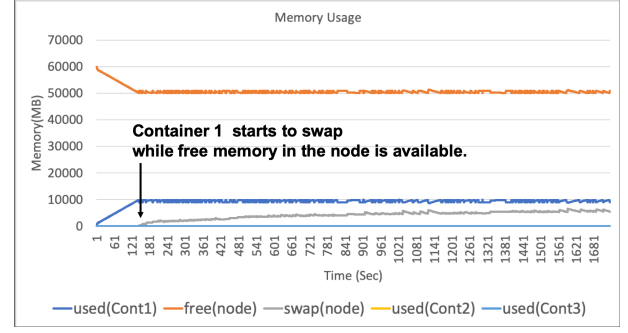 Memory Usage
70000
60000
50000
40000
30000
20000
10000
0
Memory(MB)
Container 1 starts to swap
while free memory in the node is available.
1 61 121 181 241 301 361 421 481 541 601 661 721 781 841 901 961 1021 1081 1141 1201 1261 1321 1381 1441 1501 1561 1621 1681
Time (Sec)
used(Cont1) free(node) swap(node) used(Cont2) used(Cont3)